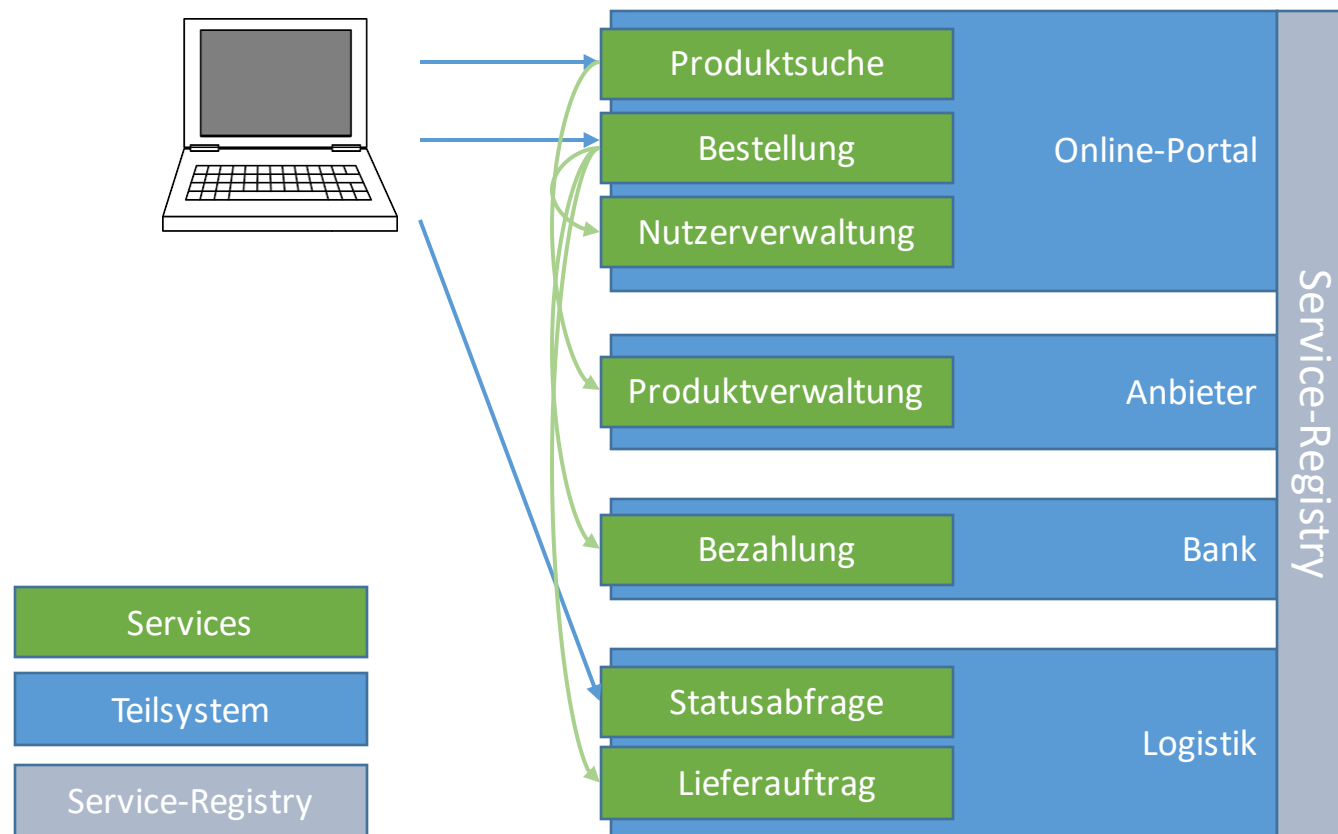 Produktsuche
Bestellung
Nutzerverwaltung
Online-Portal
Produktverwaltung
Anbieter
Bezahlung
Bank
Statusabfrage
Lieferauftrag
Logistik
Service-Registry
Services
Teilsystem
Service-Registry